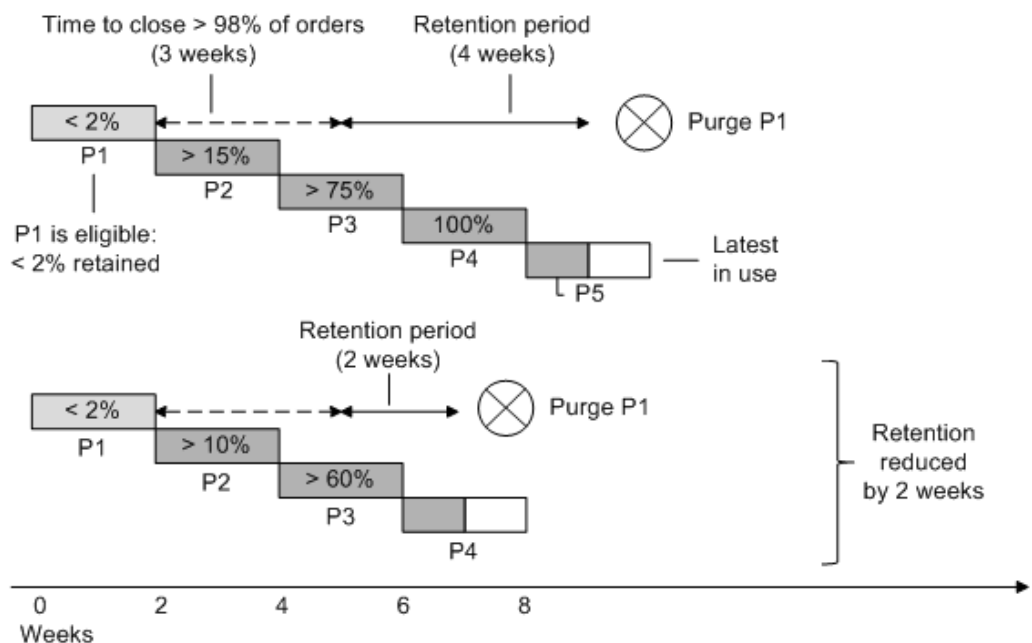 Time to close > 98% of orders
(3 weeks)
Retention period
(4 weeks)
< 2%
Purge P1
P1
> 15%
P2
> 75%
P3
100%
P4
P5
P1 is eligible:
< 2% retained
Latest
in use
Retention period
(2 weeks)
< 2%
Purge P1
P1
> 10%
P2
> 60%
P3
P4
Retention
reduced
by 2 weeks
0 2 4 6 8
Weeks